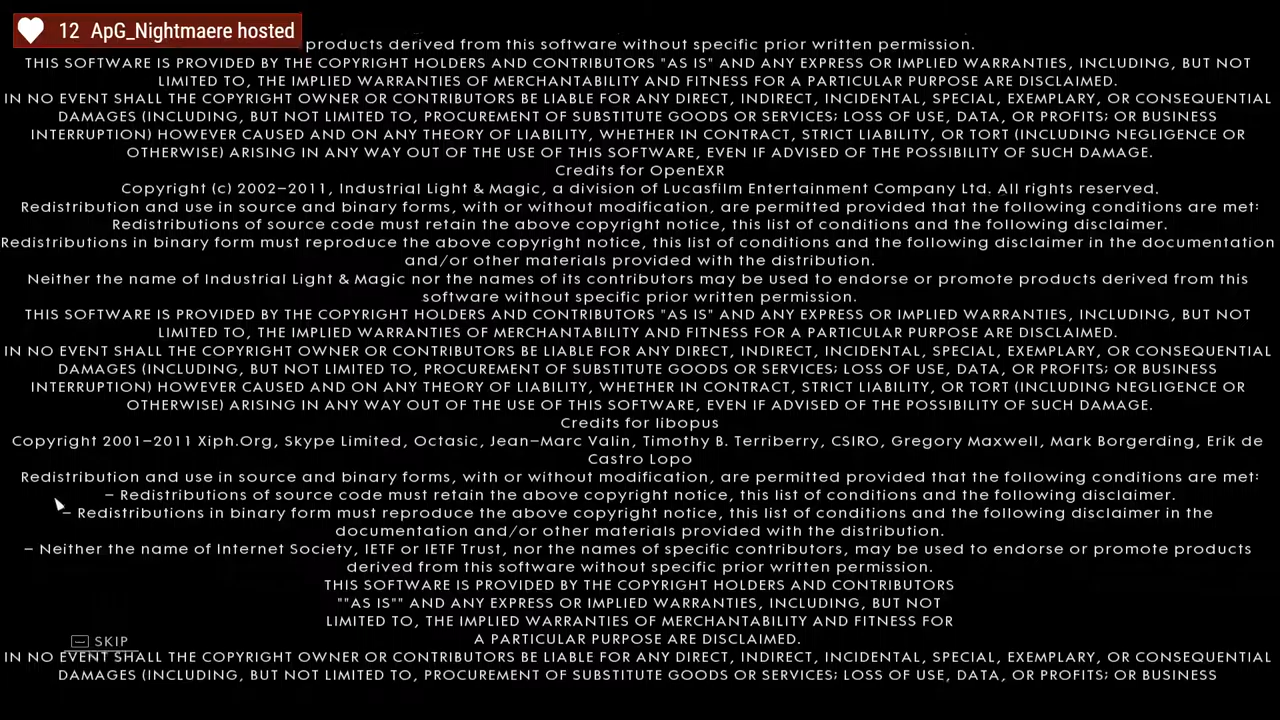 12 ApG_Nightmaere hosted
products derived from this software without specific prior written permission.
THIS SOFTWARE IS PROVIDED BY THE COPYRIGHT HOLDERS AND CONTRIBUTORS "AS IS" AND ANY EXPRESS OR IMPLIED WARRANTIES, INCLUDING, BUT NOT
LIMITED TO, THE IMPLIED WARRANTIES OF MERCHANTABILITY AND FITNESS FOR A PARTICULAR PURPOSE ARE DISCLAIMED.
IN NO EVENT SHALL THE COPYRIGHT OWNER OR CONTRIBUTORS BE LIABLE FOR ANY DIRECT, INDIRECT, INCIDENTAL, SPECIAL, EXEMPLARY, OR CONSEQUENTIAL
DAMAGES (INCLUDING, BUT NOT LIMITED TO, PROCUREMENT OF SUBSTITUTE GOODS OR SERVICES; LOSS OF USE, DATA, OR PROFITS; OR BUSINESS
INTERRUPTION) HOWEVER CAUSED AND ON ANY THEORY OF LIABILITY, WHETHER IN CONTRACT, STRICT LIABILITY, OR TORT (INCLUDING NEGLIGENCE OR
OTHERWISE) ARISING IN ANY WAY OUT OF THE USE OF THIS SOFTWARE, EVEN IF ADVISED OF THE POSSIBILITY OF SUCH DAMAGE.
Credits for OpenEXR
Copyright (c) 2002-2011, Industrial Light & Magic, a division of Lucasfilm Entertainment Company Ltd. All rights reserved.
Redistribution and use in source and binary forms, with or without modification, are permitted provided that the following conditions are met:
Redistributions of source code must retain the above copyright notice, this list of conditions and the following disclaimer.
Redistributions in binary form must reproduce the above copyright notice, this list of conditions and the following disclaimer in the documentation
and/or other materials provided with the distribution.
Neither the name of Industrial Light & Magic nor the names of its contributors may be used to endorse or promote products derived from this
software without specific prior written permission.
THIS SOFTWARE IS PROVIDED BY THE COPYRIGHT HOLDERS AND CONTRIBUTORS "AS IS" AND ANY EXPRESS OR IMPLIED WARRANTIES, INCLUDING, BUT NOT
LIMITED TO, THE IMPLIED WARRANTIES OF MERCHANTABILITY AND FITNESS FOR A PARTICULAR PURPOSE ARE DISCLAIMED.
IN NO EVENT SHALL THE COPYRIGHT OWNER OR CONTRIBUTORS BE LIABLE FOR ANY DIRECT, INDIRECT, INCIDENTAL, SPECIAL, EXEMPLARY, OR CONSEQUENTIAL
DAMAGES (INCLUDING, BUT NOT LIMITED TO, PROCUREMENT OF SUBSTITUTE GOODS OR SERVICES; LOSS OF USE, DATA, OR PROFITS; OR BUSINESS
INTERRUPTION) HOWEVER CAUSED AND ON ANY THEORY OF LIABILITY, WHETHER IN CONTRACT, STRICT LIABILITY, OR TORT (INCLUDING NEGLIGENCE OR
OTHERWISE) ARISING IN ANY WAY OUT OF THE USE OF THIS SOFTWARE, EVEN IF ADVISED OF THE POSSIBILITY OF SUCH DAMAGE.
Credits for libopus
Copyright 2001-2011 Xiph.Org, Skype Limited, Octasic, Jean-Marc Valin, Timothy B. Terriberry, CSIRO, Gregory Maxwell, Mark Borgerding, Erik de
Castro Lopo
Redistribution and use in source and binary forms, with or without modification, are permitted provided that the following conditions are met:
- Redistributions of source code must retain the above copyright notice, this list of conditions and the following disclaimer.
- Redistributions in binary form must reproduce the above copyright notice, this list of conditions and the following disclaimer in the
documentation and/or other materials provided with the distribution.
- Neither the name of Internet Society, IETF or IETF Trust, nor the names of specific contributors, may be used to endorse or promote products
derived from this software without specific prior written permission.
THIS SOFTWARE IS PROVIDED BY THE COPYRIGHT HOLDERS AND CONTRIBUTORS
""AS IS"" AND ANY EXPRESS OR IMPLIED WARRANTIES, INCLUDING, BUT NOT
LIMITED TO, THE IMPLIED WARRANTIES OF MERCHANTABILITY AND FITNESS FOR
A PARTICULAR PURPOSE ARE DISCLAIMED.
SKIP
IN NO EVENT SHALL THE COPYRIGHT OWNER OR CONTRIBUTORS BE LIABLE FOR ANY DIRECT, INDIRECT, INCIDENTAL, SPECIAL, EXEMPLARY, OR CONSEQUENTIAL
DAMAGES (INCLUDING, BUT NOT LIMITED TO, PROCUREMENT OF SUBSTITUTE GOODS OR SERVICES; LOSS OF USE, DATA, OR PROFITS; OR BUSINESS